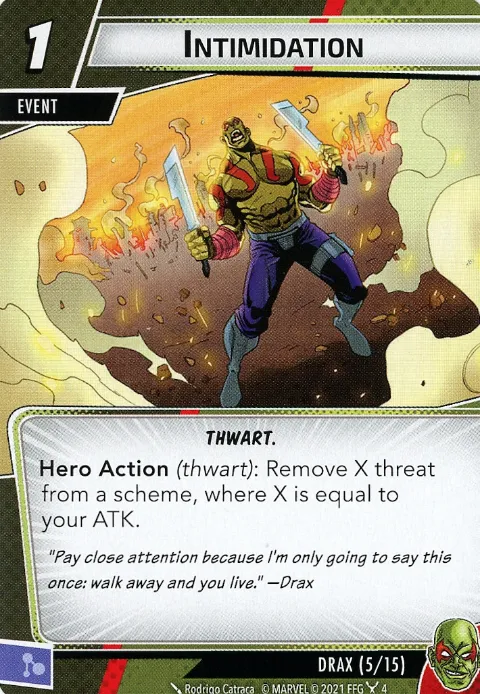 1
INTIMIDATION
EVENT
THWART.
Hero Action (thwart): Remove X threat
from a scheme, where X is equal to
your ATK.
"Pay close attention because I'm only going to say this
once: walk away and you live." —Drax
DRAX (5/15)
Rodrigo Catraca © MARVEL © 2021 FFG 4